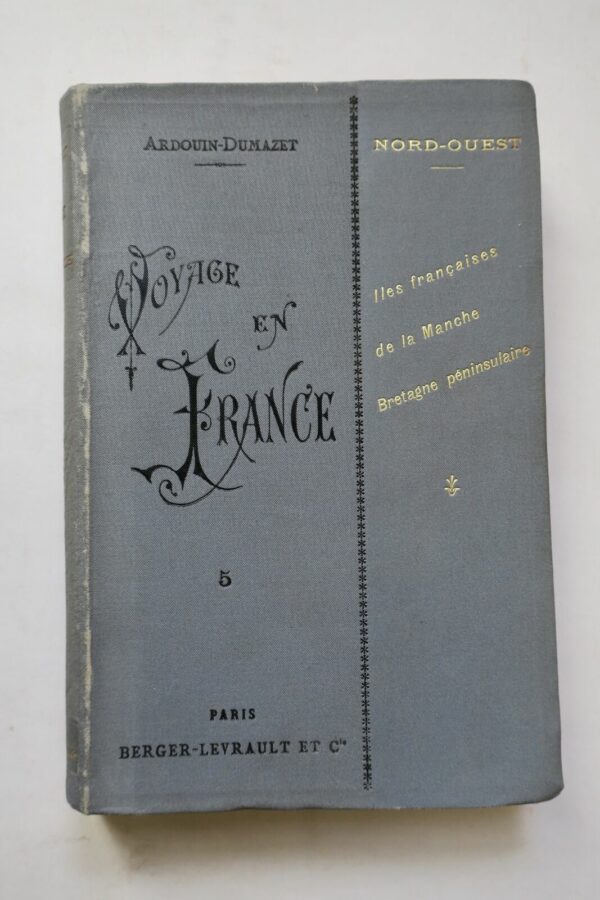 ARDOUIN-DUMAZET
VOYAGE
EN
FRANCE
5
PARIS
BERGER-LEVRAULT ET Cie
NORD-OUEST
Iles françaises
de la Manche
Bretagne péninsulaire